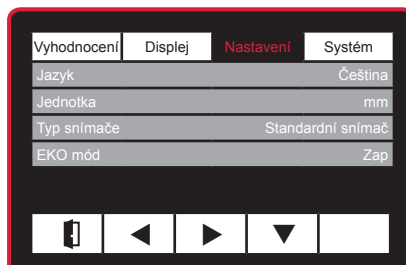 Vyhodnocení Displej Nastavení Systém
Jazyk Čeština
Jednotka mm
Typ snímače Standardní snímač
EKO mód Zap